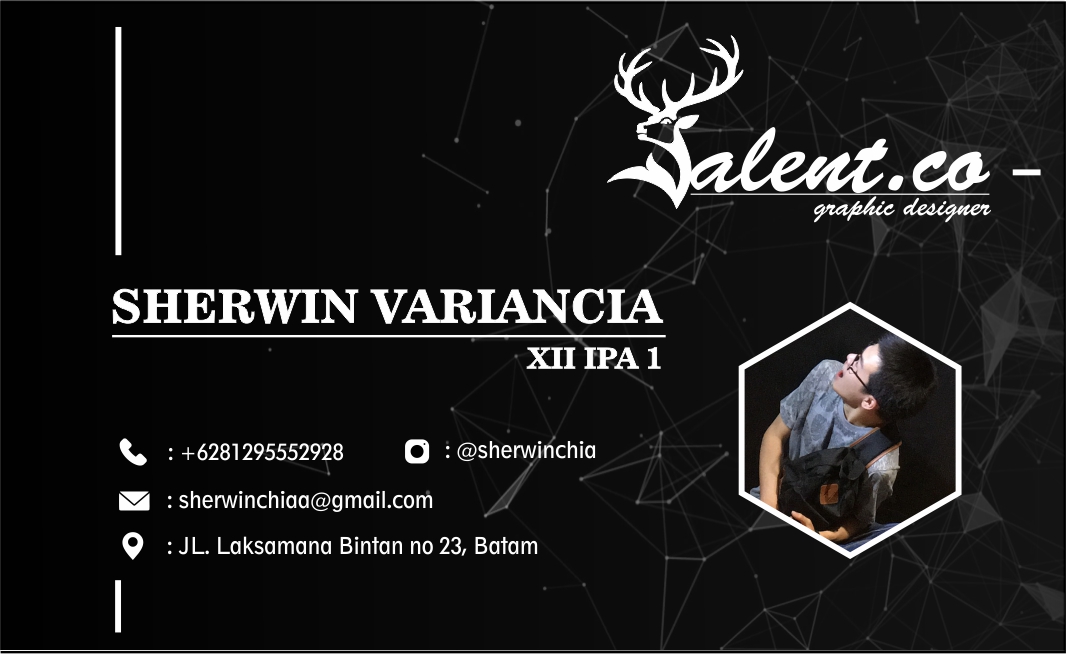 Talent.co
graphic designer
SHERWIN VARIANCIA
XII IPA 1
: +6281295552928
: @sherwinchia
: sherwinchiaa@gmail.com
: JL. Laksamana Bintan no 23, Batam